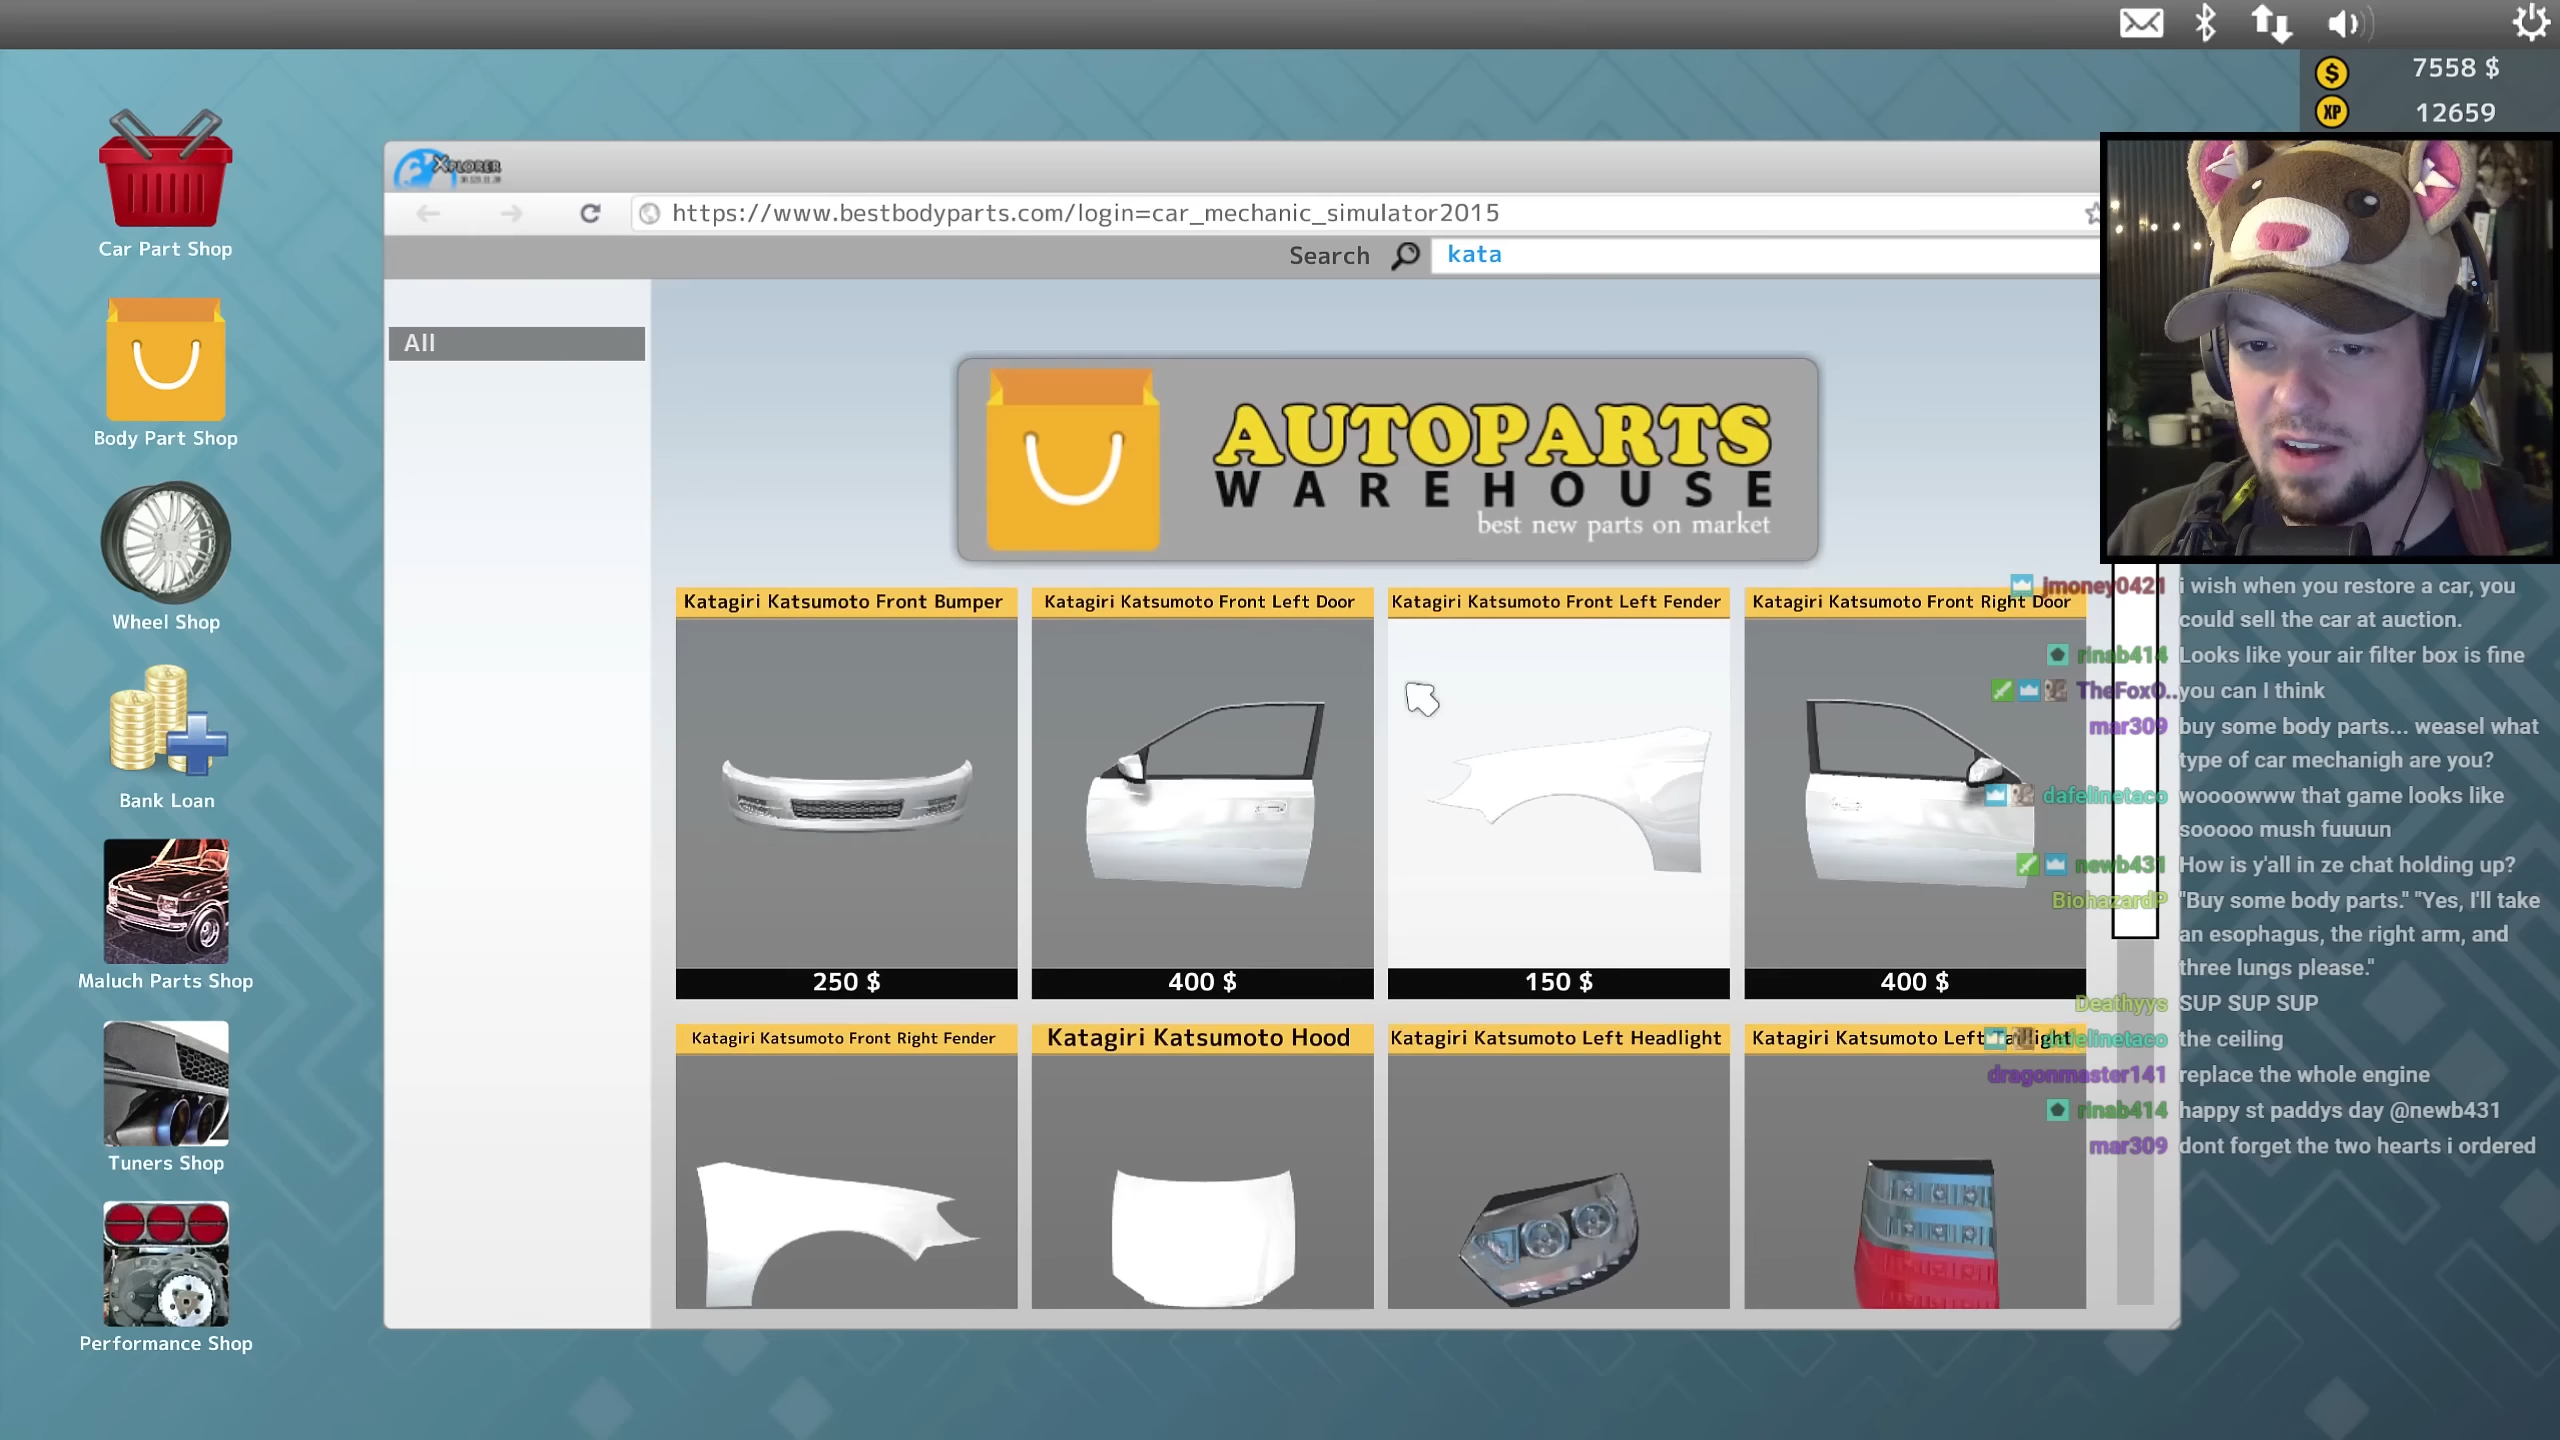 7558 $
XP 12659
XPLORER
https://www.bestbodyparts.com/login=car_mechanic_simulator2015
Search kata
All
Car Part Shop
Body Part Shop
Wheel Shop
Bank Loan
Maluch Parts Shop
Tuners Shop
Performance Shop
AUTOPARTS
WAREHOUSE
best new parts on market
Katagiri Katsumoto Front Bumper
250 $
Katagiri Katsumoto Front Left Door
400 $
Katagiri Katsumoto Front Left Fender
150 $
Katagiri Katsumoto Front Right Door
400 $
Katagiri Katsumoto Front Right Fender
Katagiri Katsumoto Hood
Katagiri Katsumoto Left Headlight
Katagiri Katsumoto Left Taillight
jmoney0421 i wish when you restore a car, you
could sell the car at auction.
rinab414 Looks like your air filter box is fine
TheFoxO.. you can I think
mar309 buy some body parts... weasel what
type of car mechanigh are you?
dafelinetaco woooowww that game looks like
sooooo mush fuuuun
newb431 How is y'all in ze chat holding up?
BiohazardP "Buy some body parts." "Yes, I'll take
an esophagus, the right arm, and
three lungs please."
Deathyys SUP SUP SUP
dafelinetaco the ceiling
dragonmaster141 replace the whole engine
rinab414 happy st paddys day @newb431
mar309 dont forget the two hearts i ordered